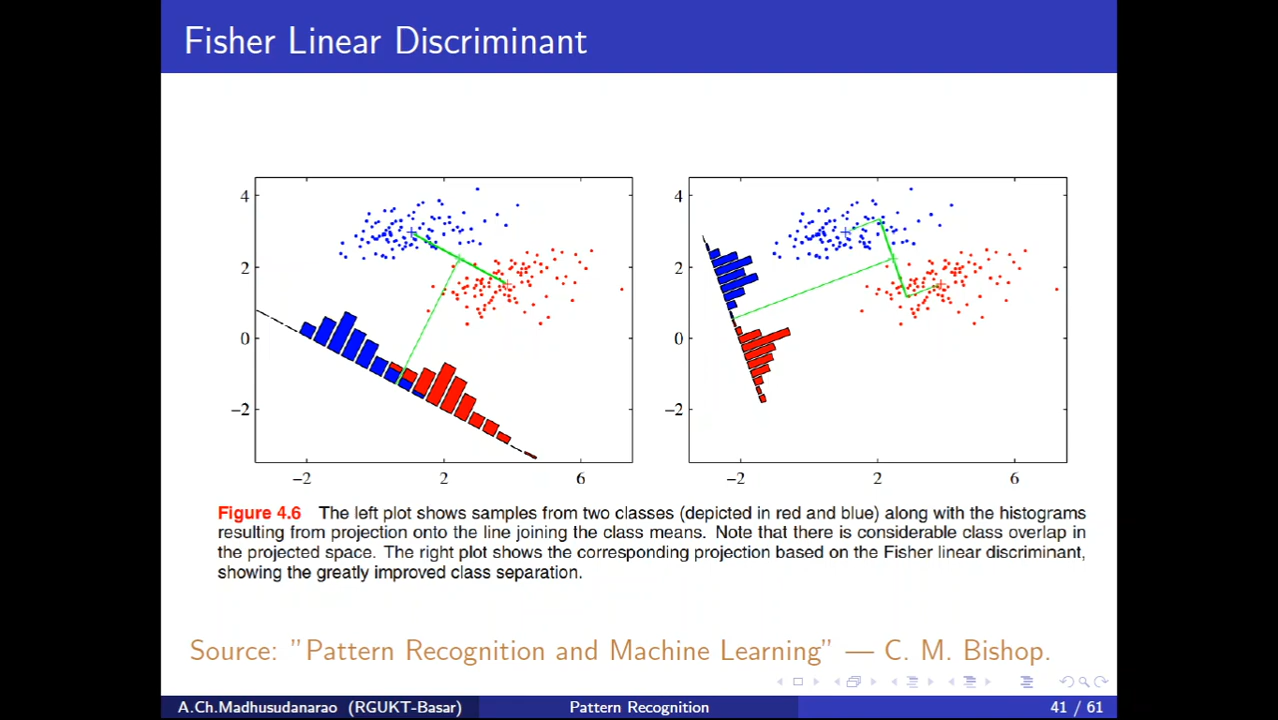 Fisher Linear Discriminant
4
2
0
−2
−2
2
6
4
2
0
−2
−2
2
6
Figure 4.6 The left plot shows samples from two classes (depicted in red and blue) along with the histograms
resulting from projection onto the line joining the class means. Note that there is considerable class overlap in
the projected space. The right plot shows the corresponding projection based on the Fisher linear discriminant,
showing the greatly improved class separation.
Source: ”Pattern Recognition and Machine Learning” — C. M. Bishop.
A.Ch.Madhusudanarao (RGUKT-Basar) Pattern Recognition 41 / 61